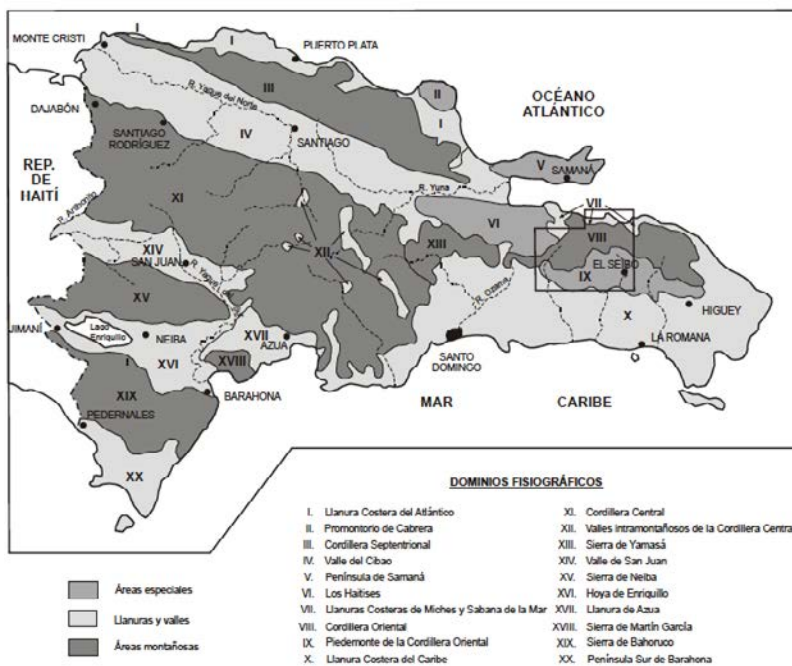 I
MONTE CRISTI
I
PUERTO PLATA
III
II
DAJABÓN
R. Yaque del Norte
OCÉANO
ATLÁNTICO
I
SANTIAGO
RODRÍGUEZ
IV
SANTIAGO
V
SAMANÁ
REP.
DE
HAITÍ
R. Yuna
VII
XI
VI
VIII
XIII
XII
XIV
SAN JUAN
EL SEIBO
IX
R. Ozama
HIGUEY
XV
X
JIMANÍ
Lago
Enriquillo
NEIBA
XVII
AZUA
LA ROMANA
XVI
XVIII
SANTO
DOMINGO
I
XIX
BARAHONA
MAR CARIBE
PEDERNALES
XX
DOMINIOS FISIOGRÁFICOS
I. Llanura Costera del Atlántico
II. Promontorio de Cabrera
III. Cordillera Septentrional
IV. Valle del Cibao
V. Península de Samaná
VI. Los Haitises
VII. Llanuras Costeras de Miches y Sabana de la Mar
VIII. Cordillera Oriental
IX. Piedemonte de la Cordillera Oriental
X. Llanura Costera del Caribe
XI. Cordillera Central
XII. Valles Intramontañosos de la Cordillera Central
XIII. Sierra de Yamasá
XIV. Valle de San Juan
XV. Sierra de Neiba
XVI. Hoya de Enriquillo
XVII. Llanura de Azua
XVIII. Sierra de Martín García
XIX. Sierra de Bahoruco
XX. Península Sur de Barahona
Áreas especiales
Llanuras y valles
Áreas montañosas